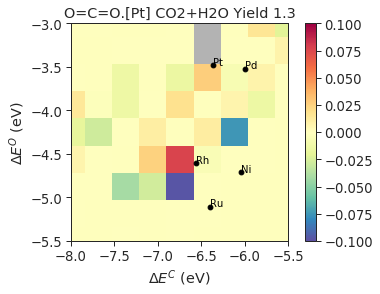 O=C=O.[Pt] CO2+H2O Yield 1.3
−3.0
−3.5
−4.0
−4.5
−5.0
−5.5
ΔE^O (eV)
Pt
Pd
Rh
Ni
Ru
−8.0 −7.5 −7.0 −6.5 −6.0 −5.5
ΔE^C (eV)
0.100
0.075
0.050
0.025
0.000
−0.025
−0.050
−0.075
−0.100